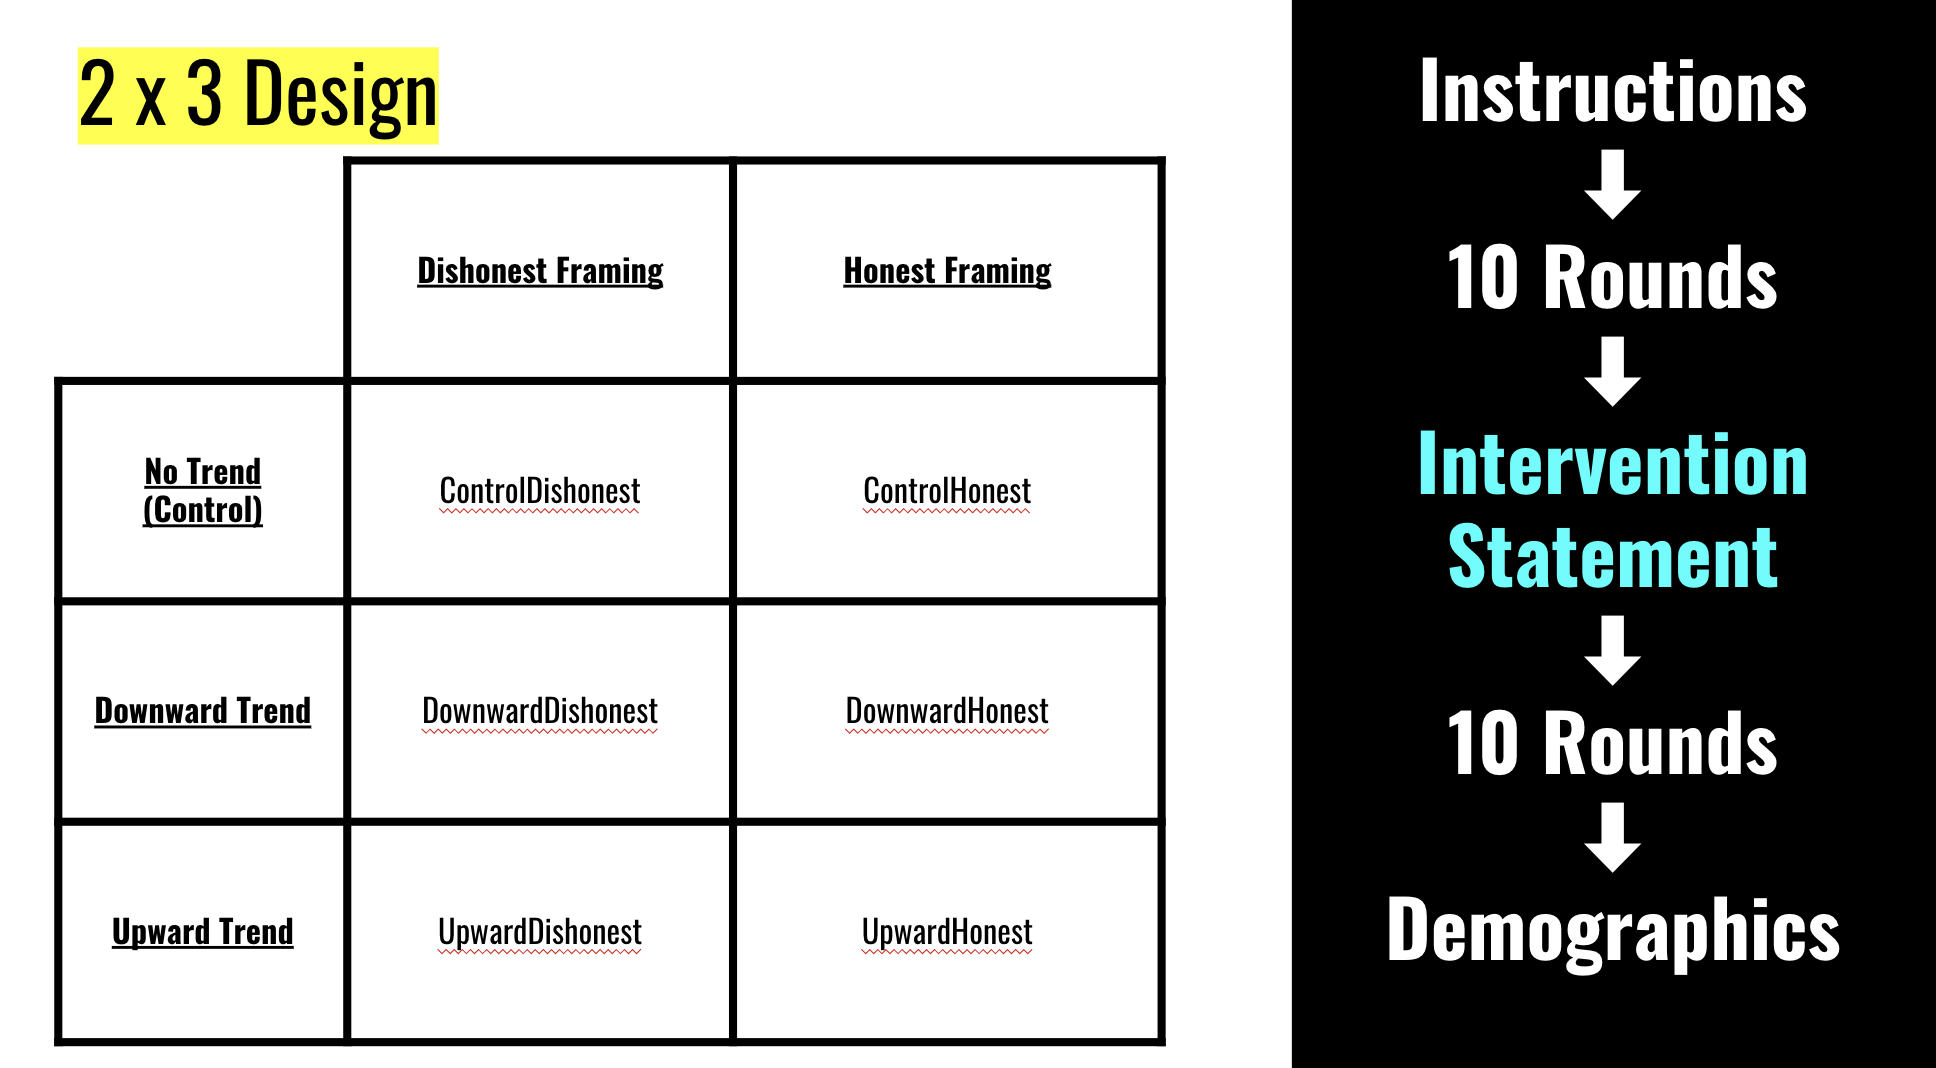 2 x 3 Design
Dishonest Framing
Honest Framing
No Trend
(Control)
ControlDishonest
ControlHonest
Downward Trend
DownwardDishonest
DownwardHonest
Upward Trend
UpwardDishonest
UpwardHonest
Instructions
10 Rounds
Intervention
Statement
10 Rounds
Demographics